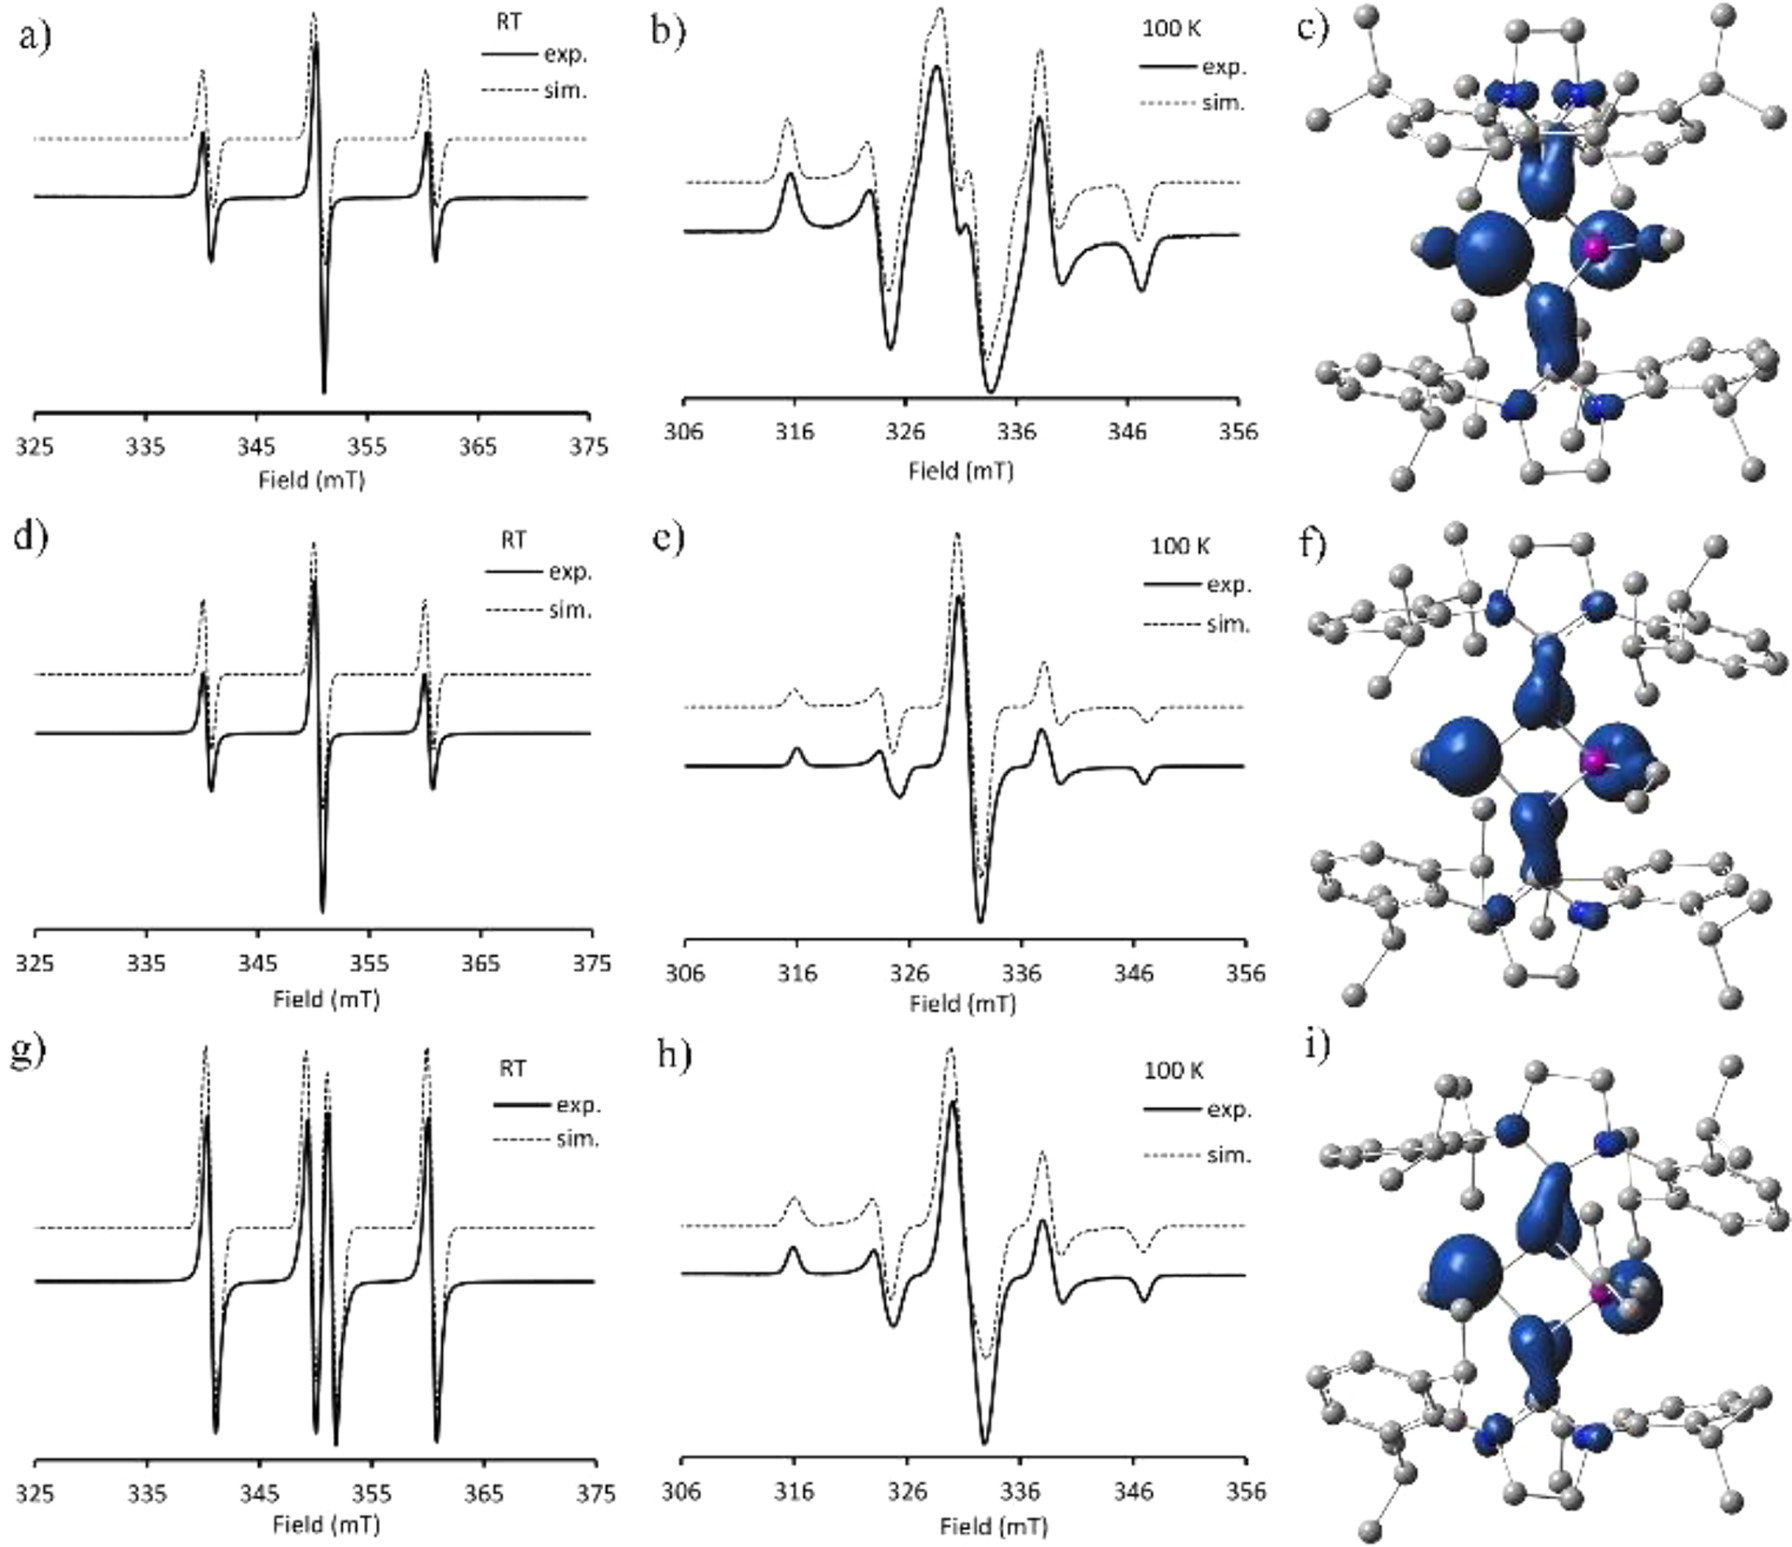 a)
RT
exp.
sim.
325 335 345 355 365 375
Field (mT)
b)
100 K
exp.
sim.
306 316 326 336 346 356
Field (mT)
c)
d)
RT
exp.
sim.
325 335 345 355 365 375
Field (mT)
e)
100 K
exp.
sim.
306 316 326 336 346 356
Field (mT)
f)
g)
RT
exp.
sim.
325 335 345 355 365 375
Field (mT)
h)
100 K
exp.
sim.
306 316 326 336 346 356
Field (mT)
i)